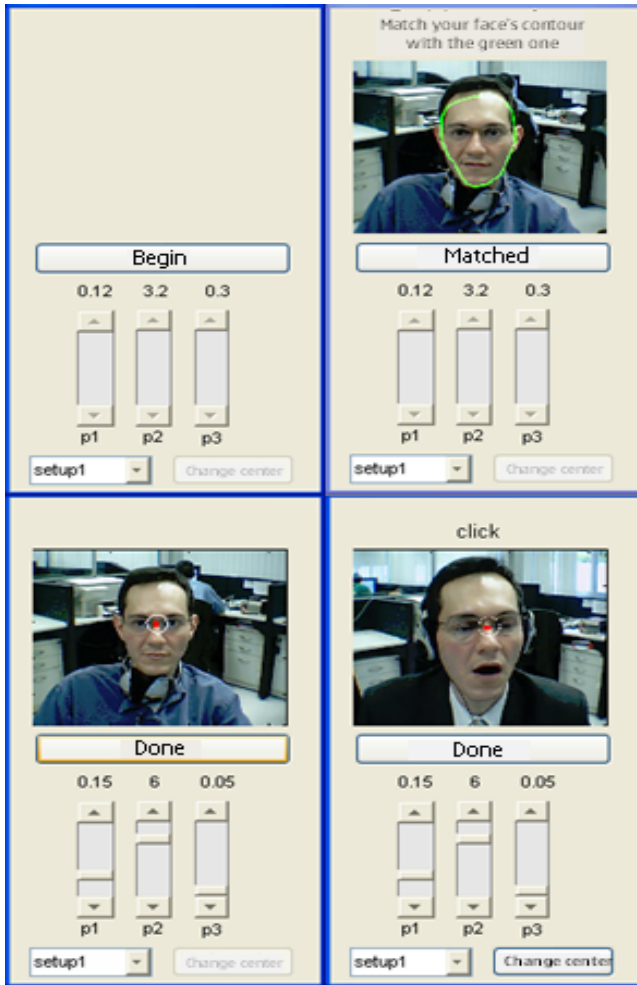 Begin
0.12 3.2 0.3
p1 p2 p3
setup1 Change center
Match your face's contour
with the green one
Matched
0.12 3.2 0.3
p1 p2 p3
setup1 Change center
Done
0.15 6 0.05
p1 p2 p3
setup1 Change center
click
Done
0.15 6 0.05
p1 p2 p3
setup1 Change center